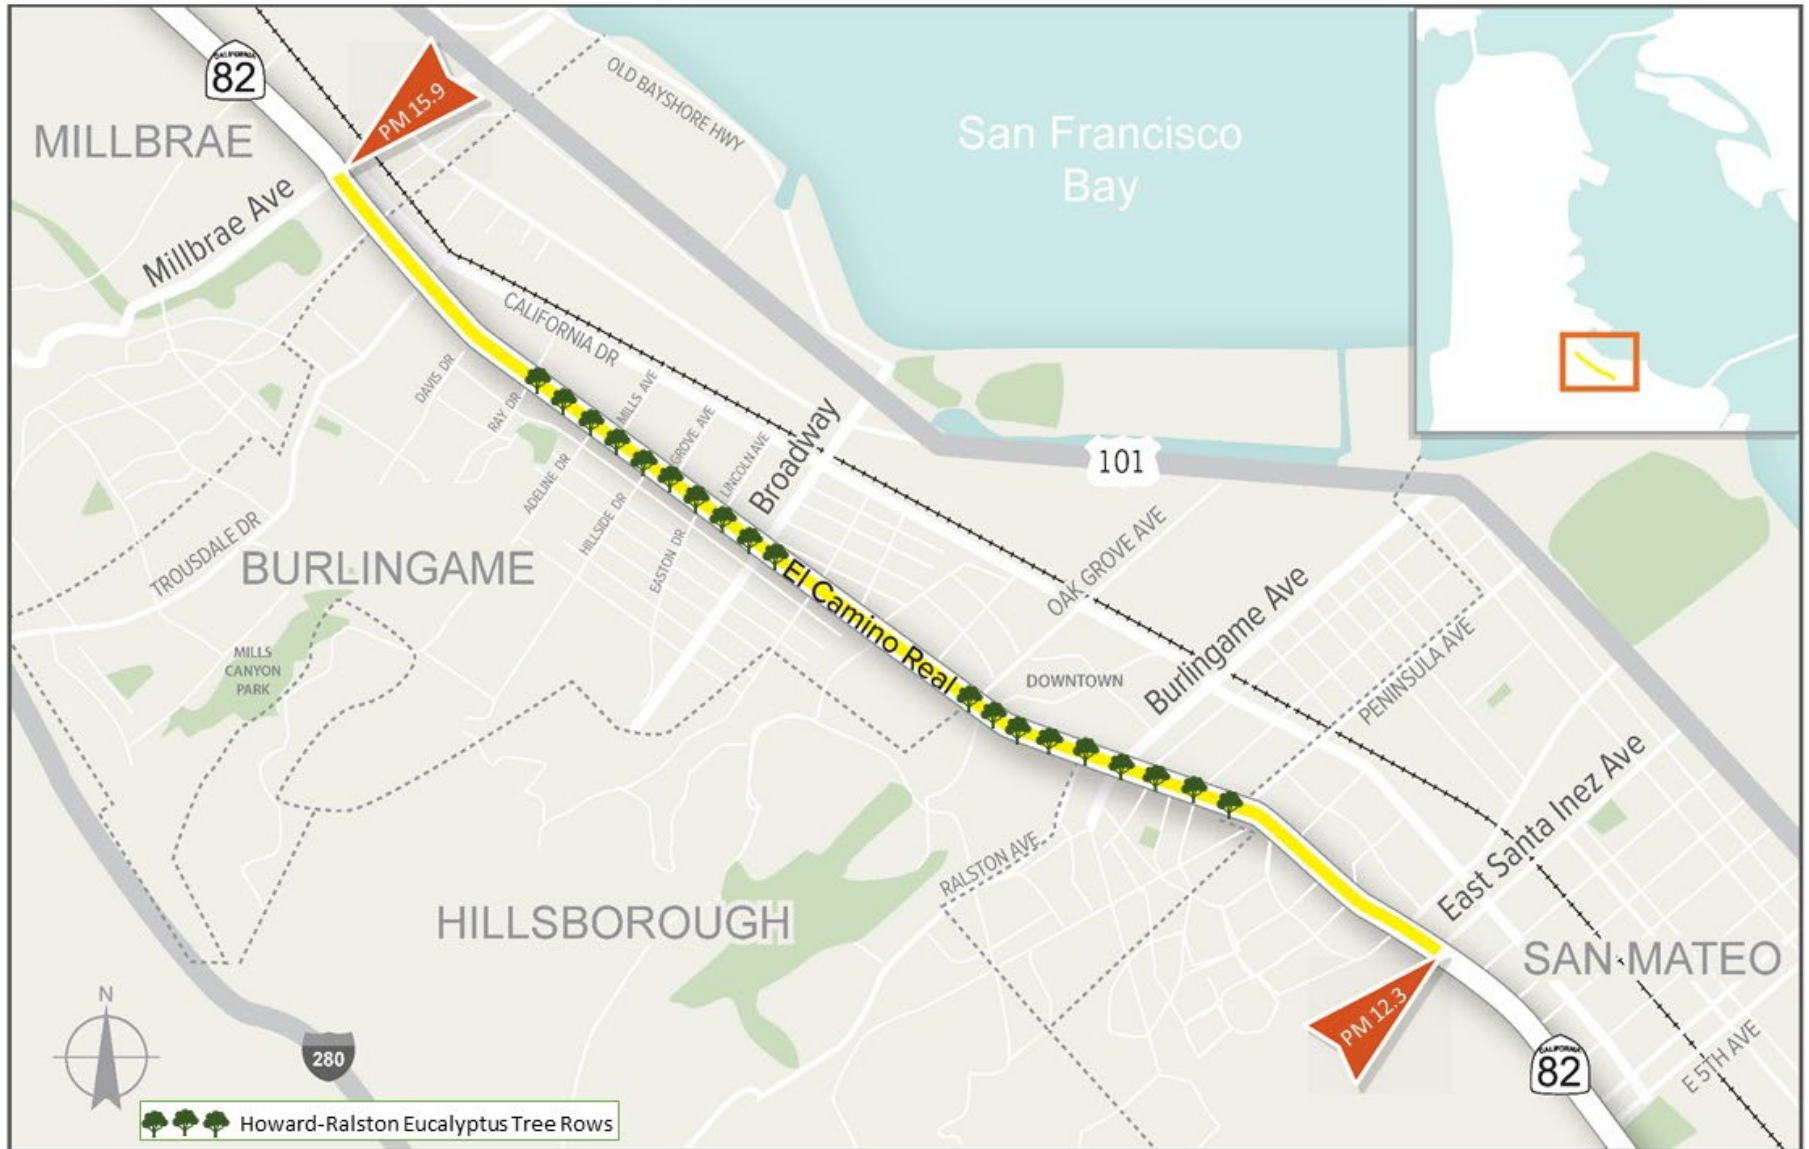 CALIFORNIA
82
PM 15.9
MILLBRAE
Millbrae Ave
OLD BAYSHORE HWY
San Francisco
Bay
CALIFORNIA DR
DAVIS DR
RAY DR
MILLS AVE
GROVE AVE
LINCOLN AVE
Broadway
ADELINE DR
HILLSIDE DR
EASTON DR
101
TROUSDALE DR
BURLINGAME
El Camino Real
OAK GROVE AVE
Burlingame Ave
PENINSULA AVE
DOWNTOWN
MILLS
CANYON
PARK
East Santa Inez Ave
RALSTON AVE
HILLSBOROUGH
SAN MATEO
PM 12.3
N
280
CALIFORNIA
82
E 5TH AVE
Howard-Ralston Eucalyptus Tree Rows